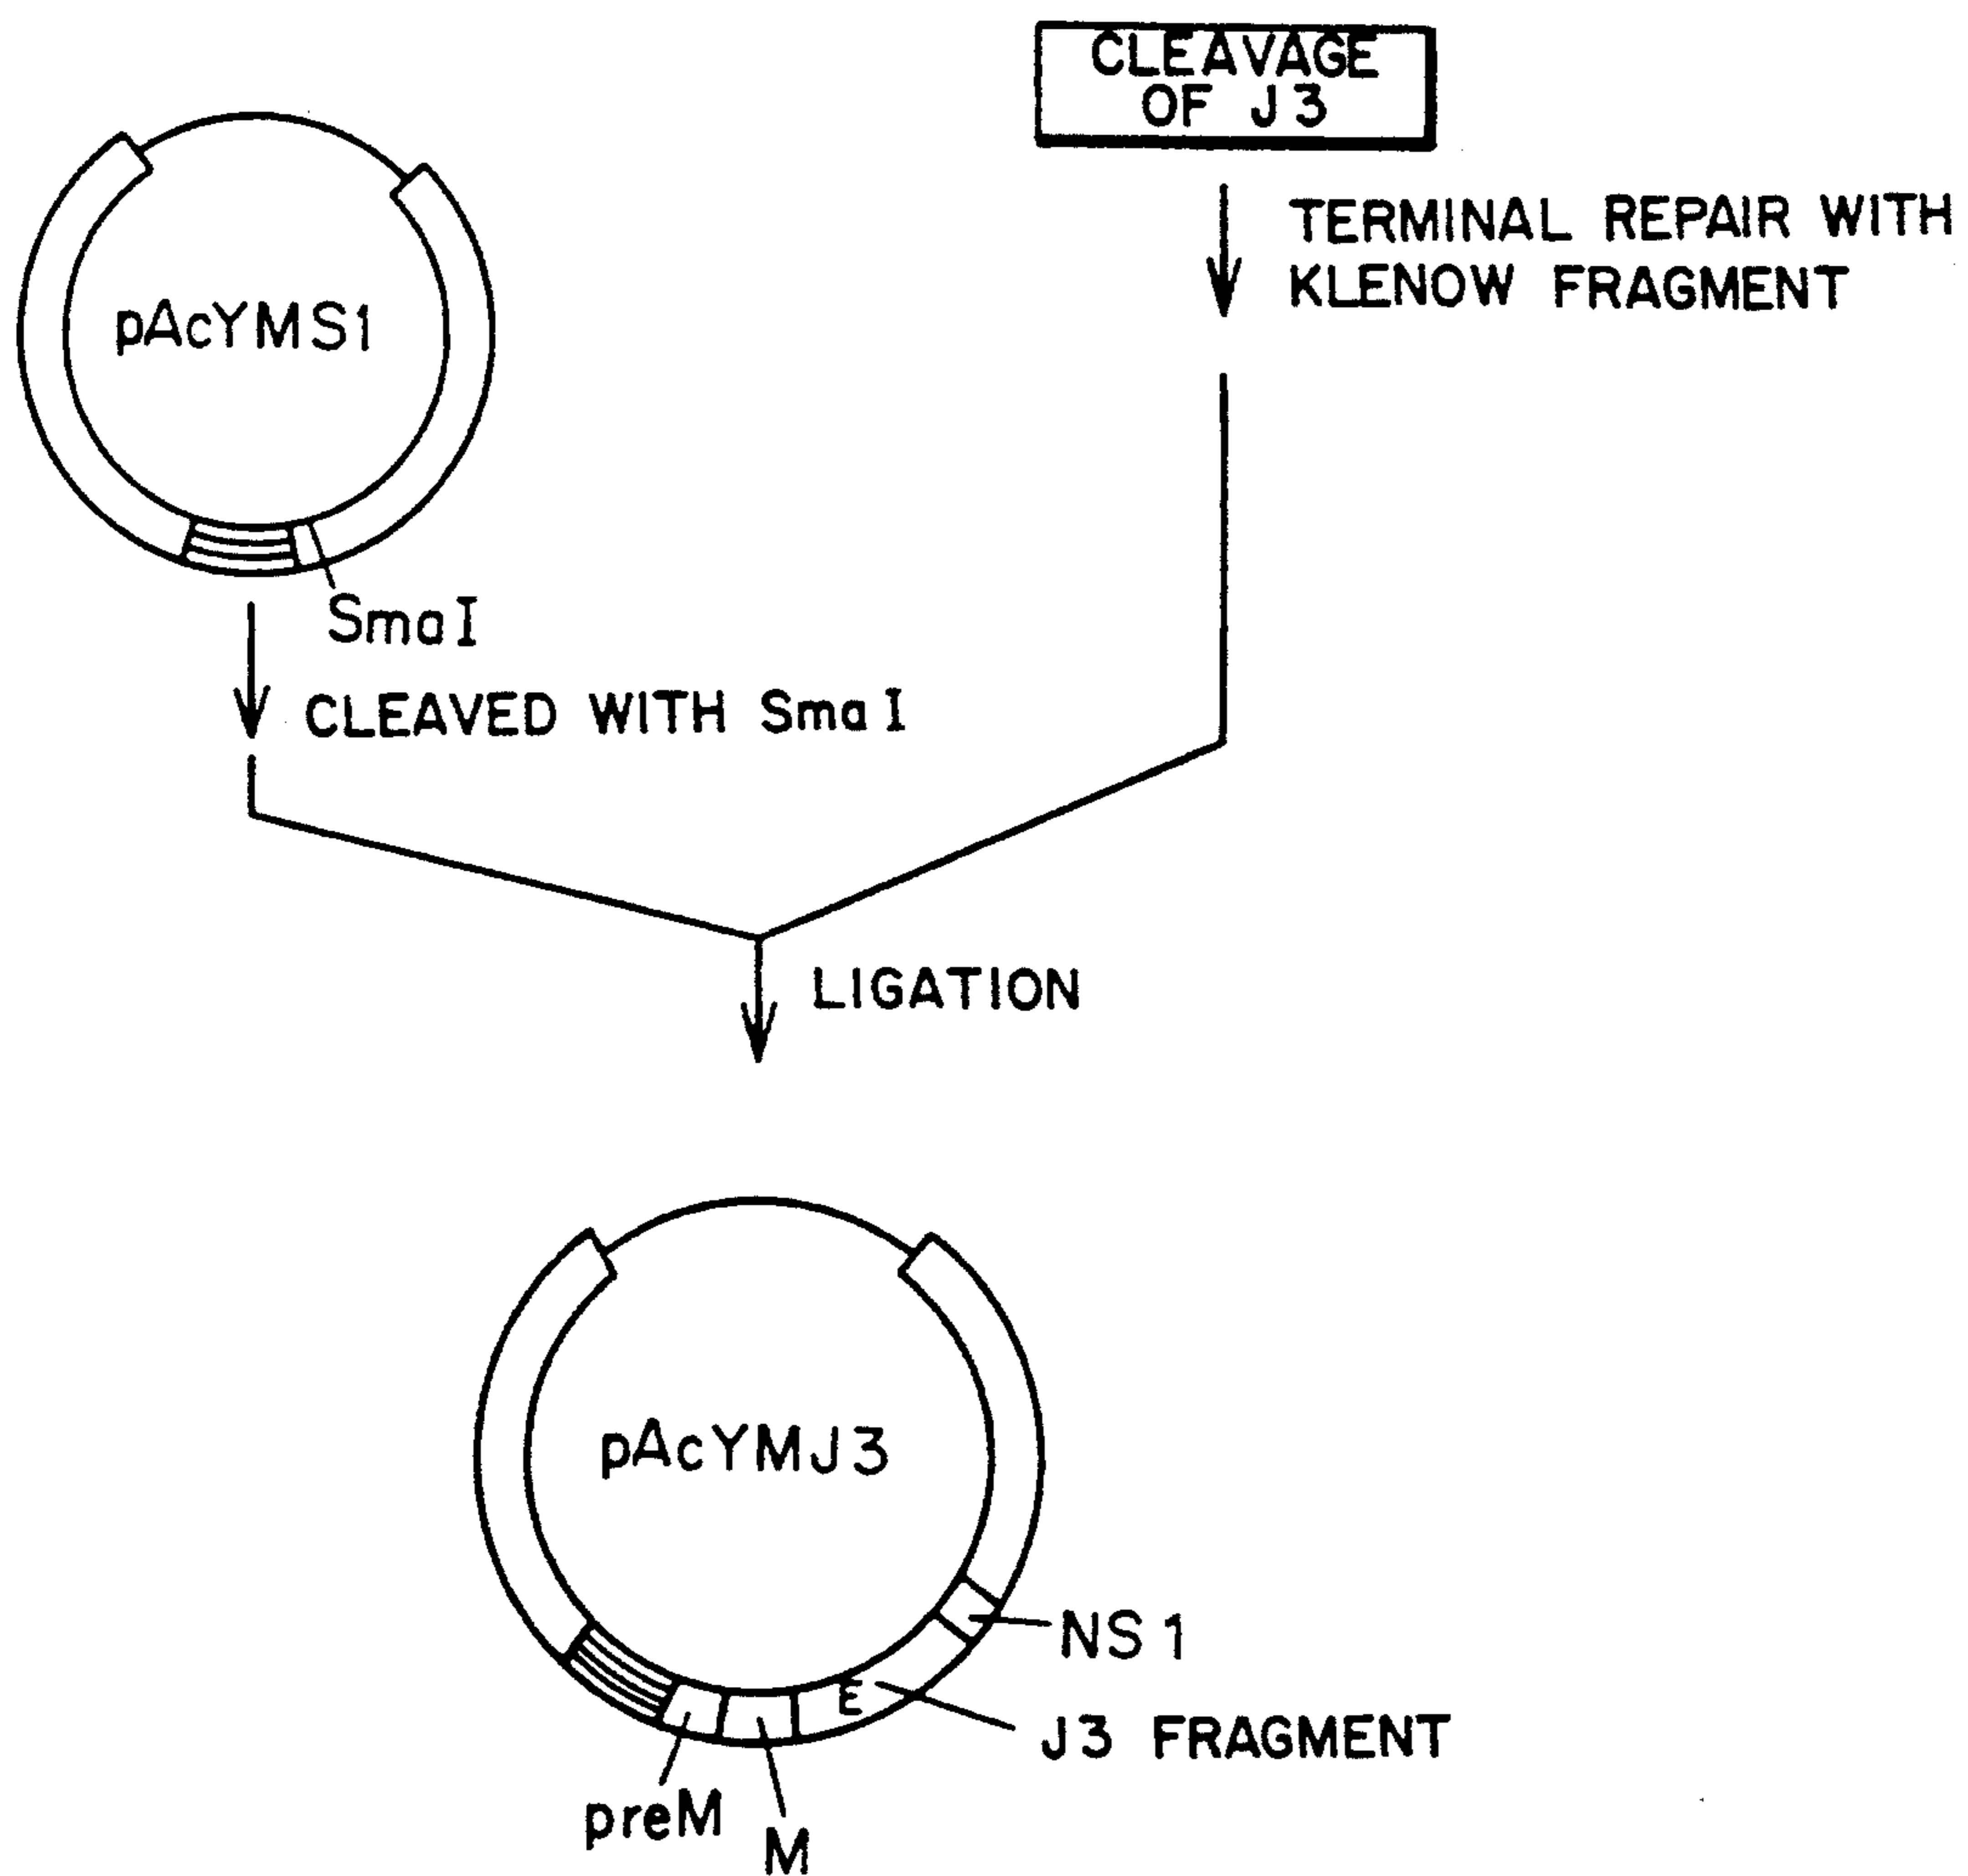 CLEAVAGE
OF J3
TERMINAL REPAIR WITH
KLENOW FRAGMENT
pAcYMS1
SmaI
CLEAVED WITH SmaI
LIGATION
pAcYMJ3
NS1
E
J3 FRAGMENT
preM
M